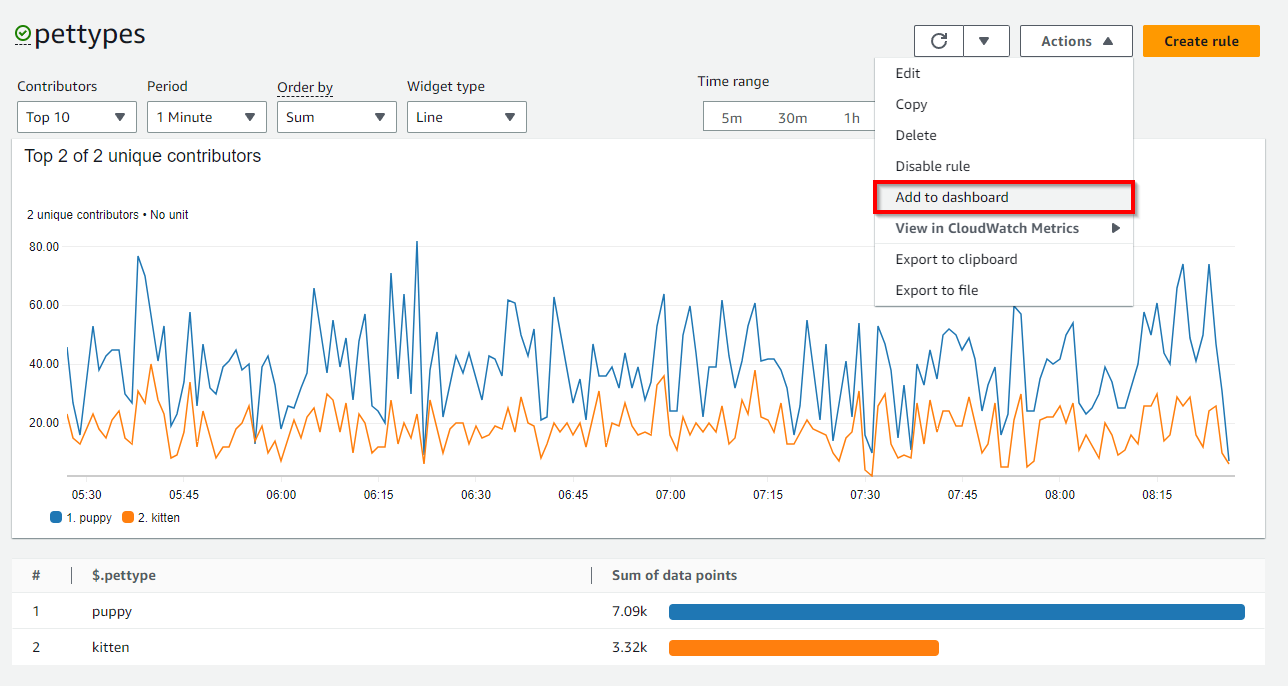 pettypes
Actions
Create rule
Contributors
Period
Order by
Widget type
Time range
Top 10
1 Minute
Sum
Line
5m
30m
1h
Edit
Copy
Delete
Disable rule
Add to dashboard
View in CloudWatch Metrics
Export to clipboard
Export to file
Top 2 of 2 unique contributors
2 unique contributors • No unit
80.00
60.00
40.00
20.00
05:30 05:45 06:00 06:15 06:30 06:45 07:00 07:15 07:30 07:45 08:00 08:15
1. puppy 2. kitten
# $.pettype Sum of data points
1 puppy 7.09k
2 kitten 3.32k